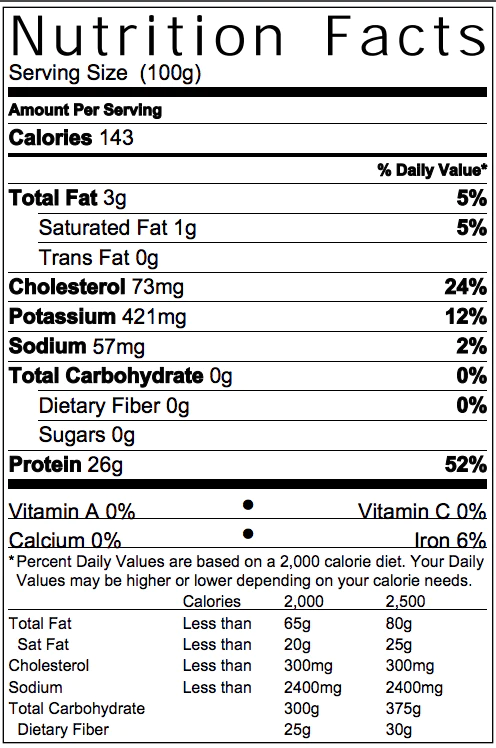 Nutrition Facts
Serving Size (100g)
Amount Per Serving
Calories 143
% Daily Value*
Total Fat 3g 5%
Saturated Fat 1g 5%
Trans Fat 0g
Cholesterol 73mg 24%
Potassium 421mg 12%
Sodium 57mg 2%
Total Carbohydrate 0g 0%
Dietary Fiber 0g 0%
Sugars 0g
Protein 26g 52%
Vitamin A 0% • Vitamin C 0%
Calcium 0% • Iron 6%
*Percent Daily Values are based on a 2,000 calorie diet. Your Daily
Values may be higher or lower depending on your calorie needs.
Calories 2,000 2,500
Total Fat Less than 65g 80g
Sat Fat Less than 20g 25g
Cholesterol Less than 300mg 300mg
Sodium Less than 2400mg 2400mg
Total Carbohydrate 300g 375g
Dietary Fiber 25g 30g